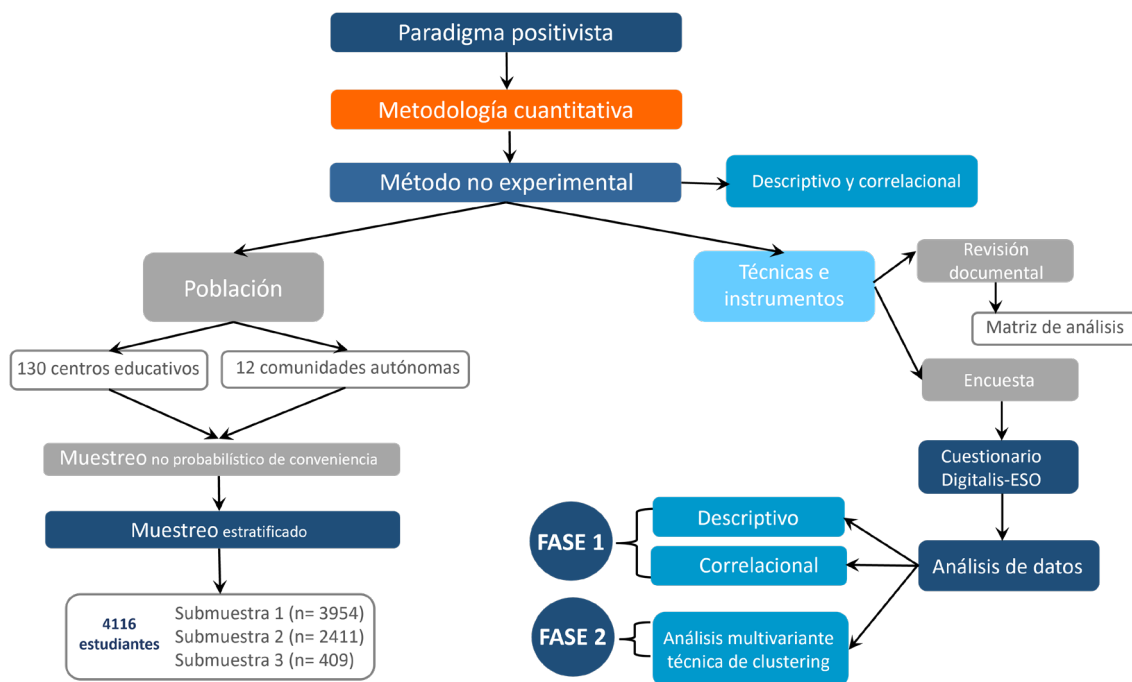 Paradigma positivista
Metodología cuantitativa
Método no experimental
Descriptivo y correlacional
Población
Técnicas e
instrumentos
Revisión
documental
Matriz de análisis
130 centros educativos
12 comunidades autónomas
Encuesta
Muestreo no probabilístico de conveniencia
Cuestionario
Digitalis-ESO
Muestreo estratificado
FASE 1
Descriptivo
Correlacional
Análisis de datos
4116
estudiantes
Submuestra 1 (n= 3954)
Submuestra 2 (n= 2411)
Submuestra 3 (n= 409)
FASE 2
Análisis multivariante
técnica de clustering